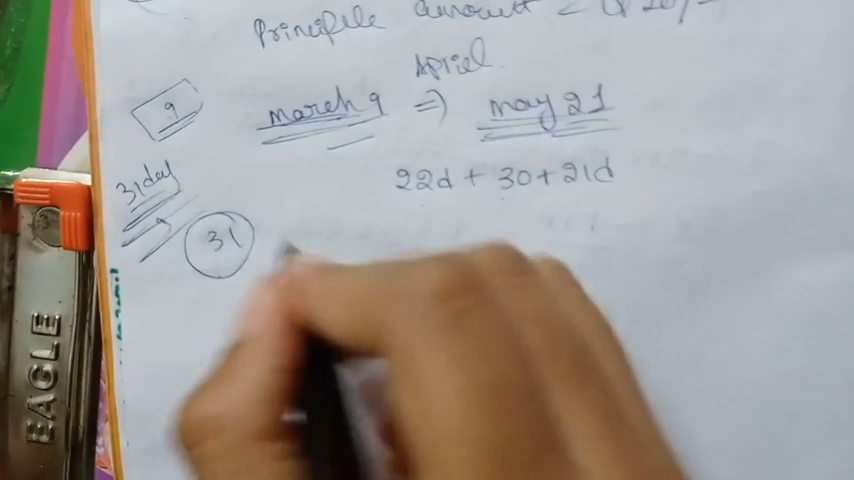 Principle amount = 
April
9 march 9 ⇒ may 21
31day
22d + 30 + 21d
31
EAGLE